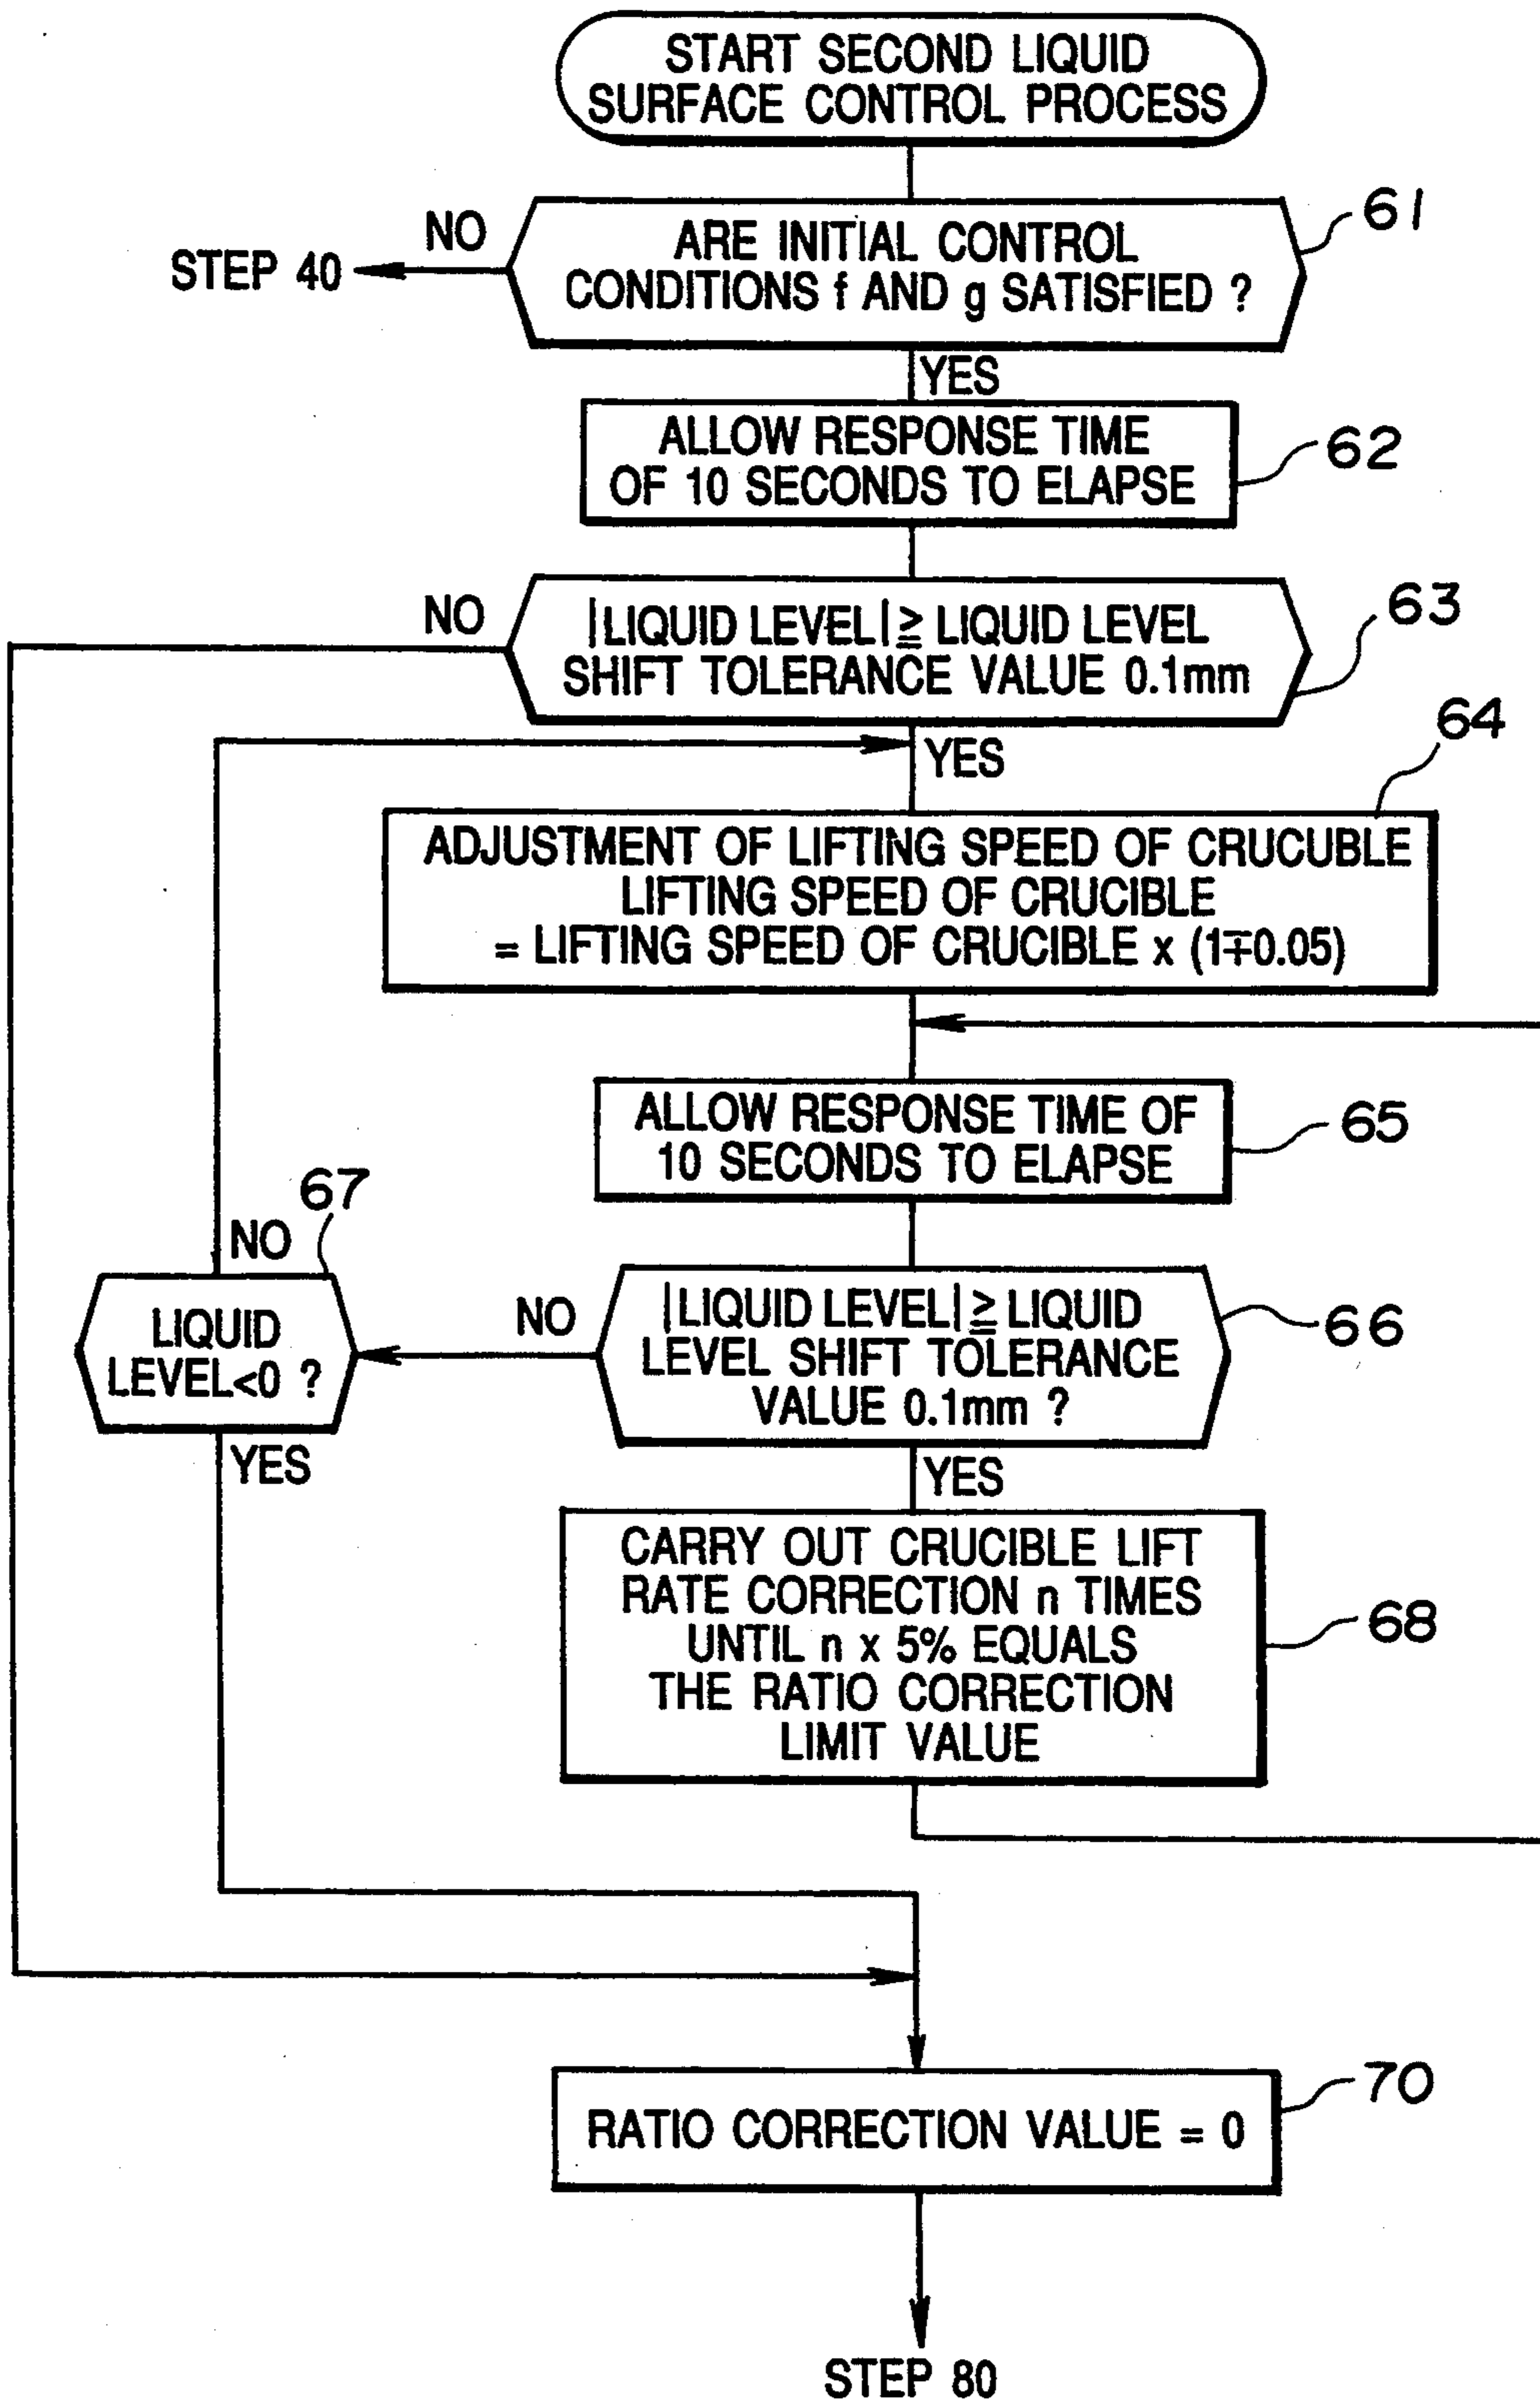 START SECOND LIQUID
SURFACE CONTROL PROCESS
61
NO
ARE INITIAL CONTROL
CONDITIONS f AND g SATISFIED ?
STEP 40
YES
ALLOW RESPONSE TIME
OF 10 SECONDS TO ELAPSE
62
NO
|LIQUID LEVEL| ≧ LIQUID LEVEL
SHIFT TOLERANCE VALUE 0.1mm
63
YES
64
ADJUSTMENT OF LIFTING SPEED OF CRUCUBLE
LIFTING SPEED OF CRUCIBLE
= LIFTING SPEED OF CRUCIBLE x (1∓0.05)
ALLOW RESPONSE TIME OF
10 SECONDS TO ELAPSE
65
67
NO
LIQUID
LEVEL<0 ?
YES
NO
|LIQUID LEVEL| ≧ LIQUID
LEVEL SHIFT TOLERANCE
VALUE 0.1mm ?
66
YES
CARRY OUT CRUCIBLE LIFT
RATE CORRECTION n TIMES
UNTIL n x 5% EQUALS
THE RATIO CORRECTION
LIMIT VALUE
68
70
RATIO CORRECTION VALUE = 0
STEP 80